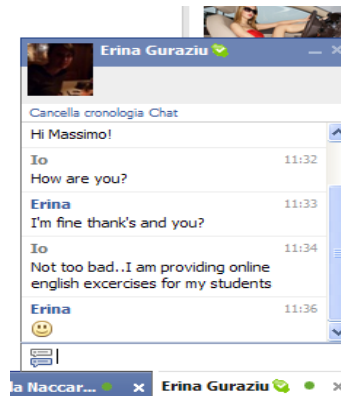 Erina Guraziu
Cancella cronologia Chat
Hi Massimo!
Io 11:32
How are you?
Erina 11:33
I'm fine thank's and you?
Io 11:34
Not too bad..I am providing online
english excercises for my students
Erina 11:36
la Naccar... Erina Guraziu